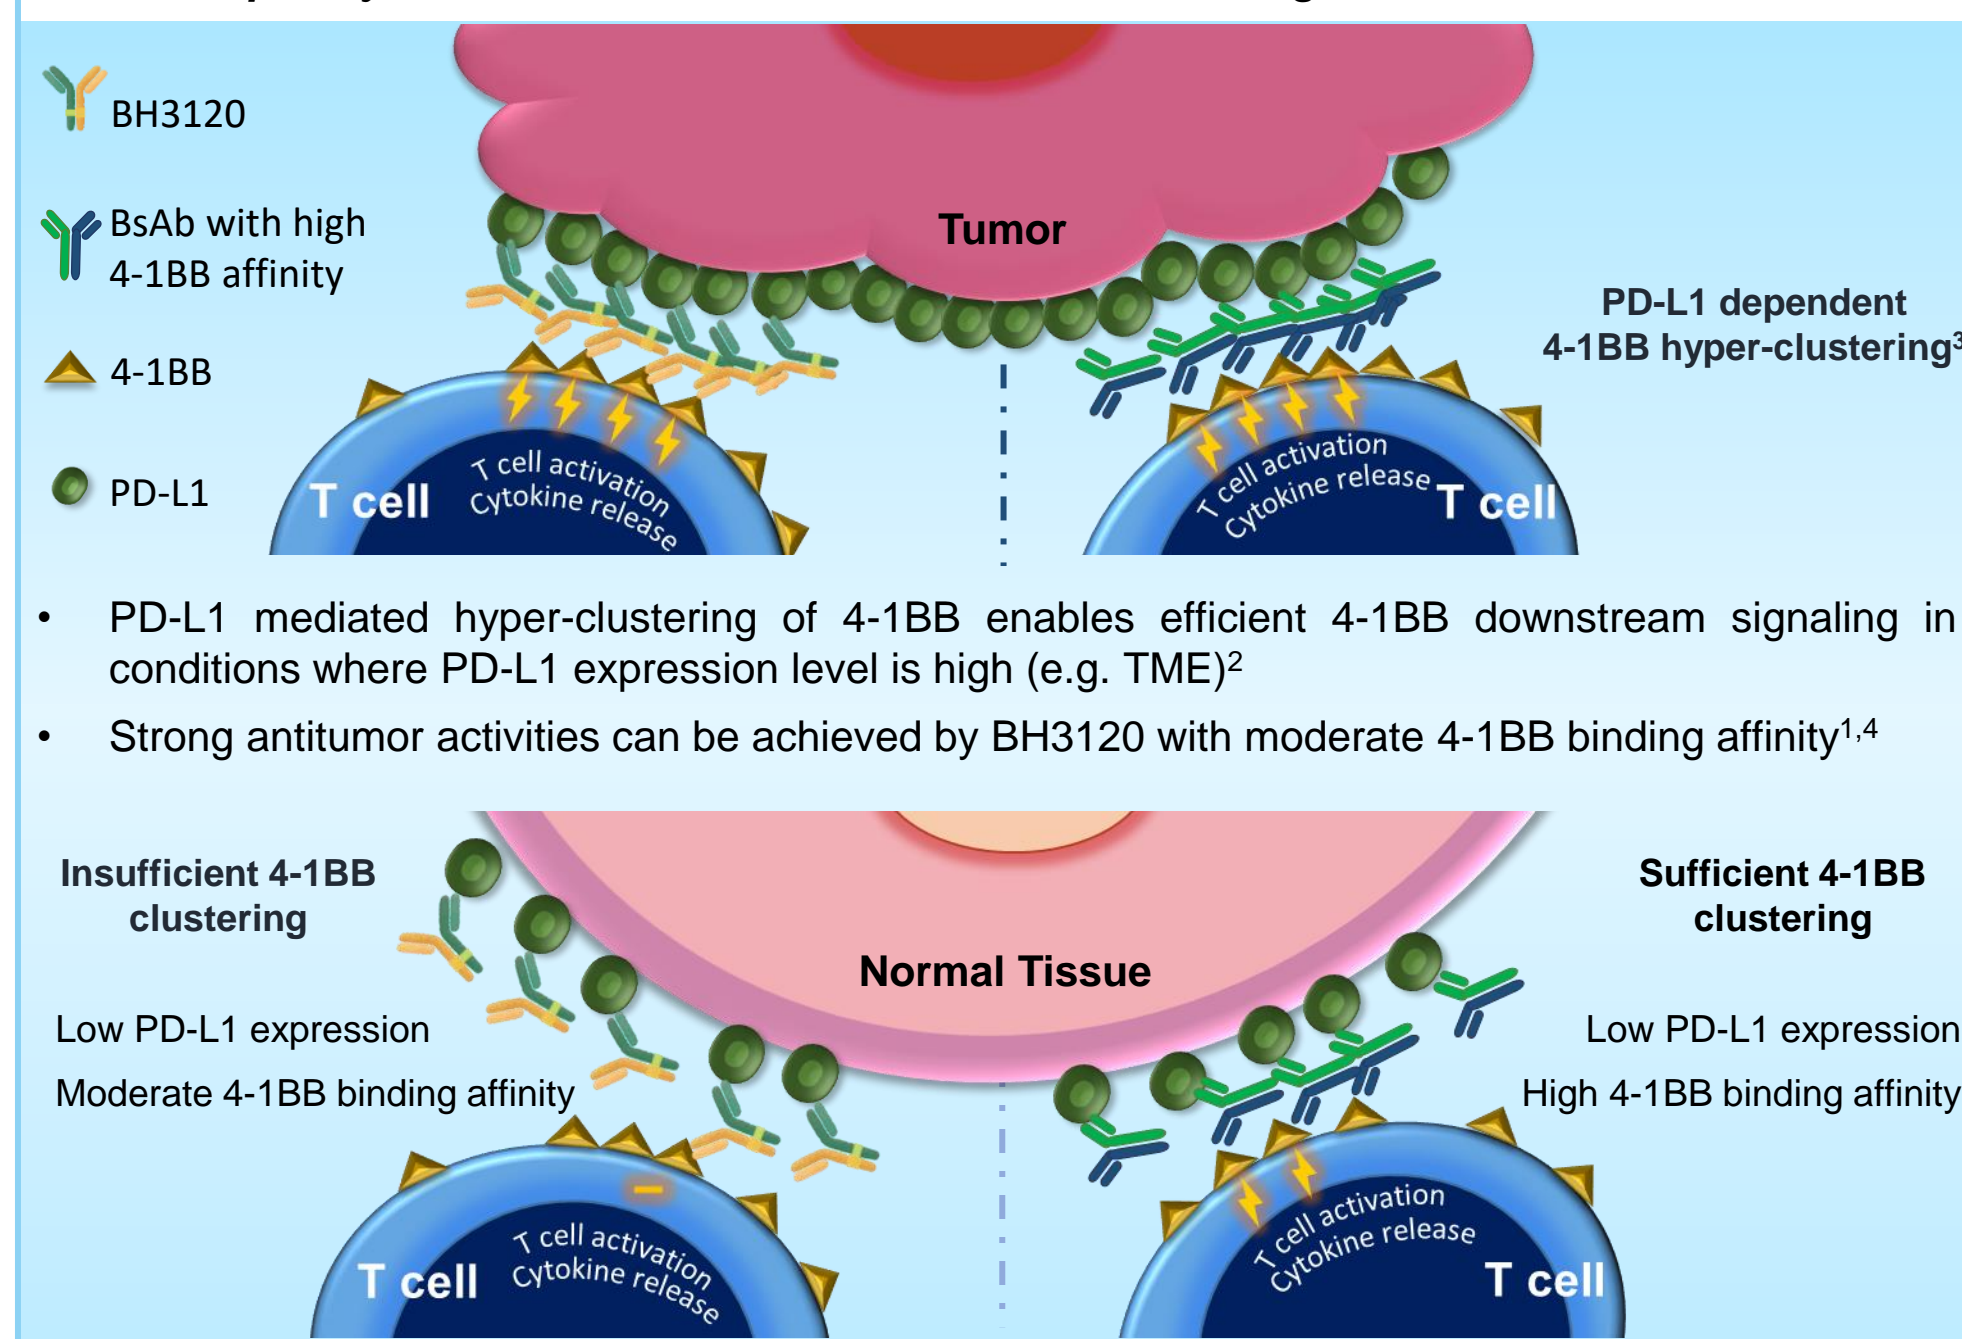 BH3120
BsAb with high
4-1BB affinity
4-1BB
PD-L1
Tumor
PD-L1 dependent
4-1BB hyper-clustering³
T cell
T cell activation
Cytokine release
T cell activation
Cytokine release
T cell
• PD-L1 mediated hyper-clustering of 4-1BB enables efficient 4-1BB downstream signaling in
conditions where PD-L1 expression level is high (e.g. TME)²
• Strong antitumor activities can be achieved by BH3120 with moderate 4-1BB binding affinity¹,⁴
Insufficient 4-1BB
clustering
Low PD-L1 expression
Moderate 4-1BB binding affinity
Normal Tissue
Sufficient 4-1BB
clustering
Low PD-L1 expression
High 4-1BB binding affinity
T cell
T cell activation
Cytokine release
T cell activation
Cytokine release
T cell